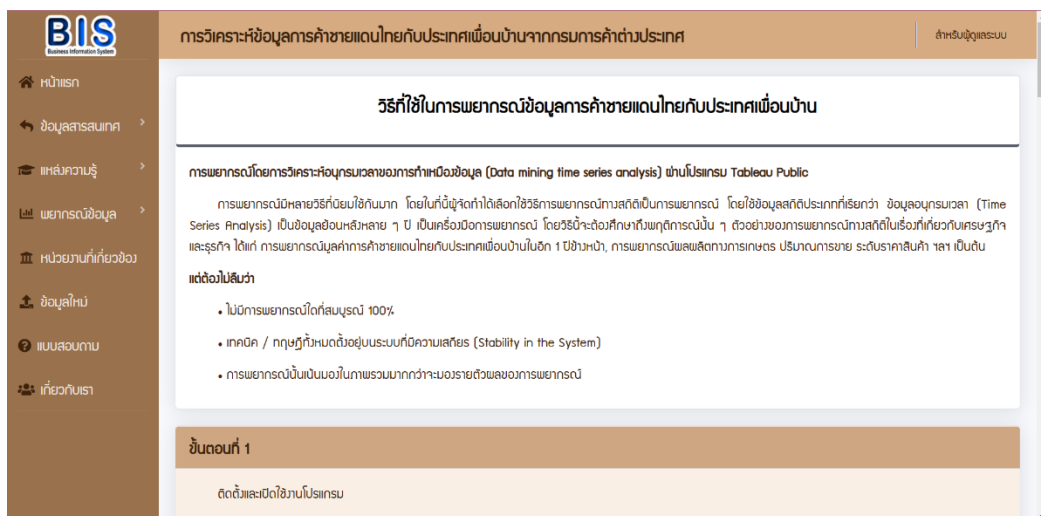 BIS
Business Information System
การวิเคราะห์ข้อมูลการค้าชายแดนไทยกับประเทศเพื่อนบ้านจากกรมการค้าต่างประเทศ
สำหรับผู้ดูแลระบบ
หน้าแรก
ข้อมูลสารสนเทศ
แหล่งความรู้
พยากรณ์ข้อมูล
หน่วยงานที่เกี่ยวข้อง
ข้อมูลใหม่
แบบสอบถาม
เกี่ยวกับเรา
วิธีที่ใช้ในการพยากรณ์ข้อมูลการค้าชายแดนไทยกับประเทศเพื่อนบ้าน
การพยากรณ์โดยการวิเคราะห์อนุกรมเวลาของการทำเหมืองข้อมูล (Data mining time series analysis) ผ่านโปรแกรม Tableau Public
การพยากรณ์มีหลายวิธีที่นิยมใช้กันมาก โดยในที่นี้ผู้จัดทำได้เลือกใช้วิธีการพยากรณ์ทางสถิติเป็นการพยากรณ์ โดยใช้ข้อมูลสถิติประเภทที่เรียกว่า ข้อมูลอนุกรมเวลา (Time
Series Analysis) เป็นข้อมูลย้อนหลังหลาย ๆ ปี เป็นเครื่องมือการพยากรณ์ โดยวิธีนี้จะต้องศึกษาถึงพฤติการณ์นั้น ๆ ตัวอย่างของการพยากรณ์ทางสถิติในเรื่องที่เกี่ยวกับเศรษฐกิจ
และธุรกิจ ได้แก่ การพยากรณ์มูลค่าการค้าชายแดนไทยกับประเทศเพื่อนบ้านในอีก 1 ปีข้างหน้า, การพยากรณ์ผลผลิตทางการเกษตร ปริมาณการขาย ระดับราคาสินค้า ฯลฯ เป็นต้น
แต่ต้องไม่ลืมว่า
• ไม่มีการพยากรณ์ใดที่สมบูรณ์ 100%
• เทคนิค / ทฤษฎีทั้งหมดตั้งอยู่บนระบบที่มีความเสถียร (Stability in the System)
• การพยากรณ์นั้นเน้นมองในภาพรวมมากกว่าจะมองรายตัวผลของการพยากรณ์
ขั้นตอนที่ 1
ติดตั้งและเปิดใช้งานโปรแกรม